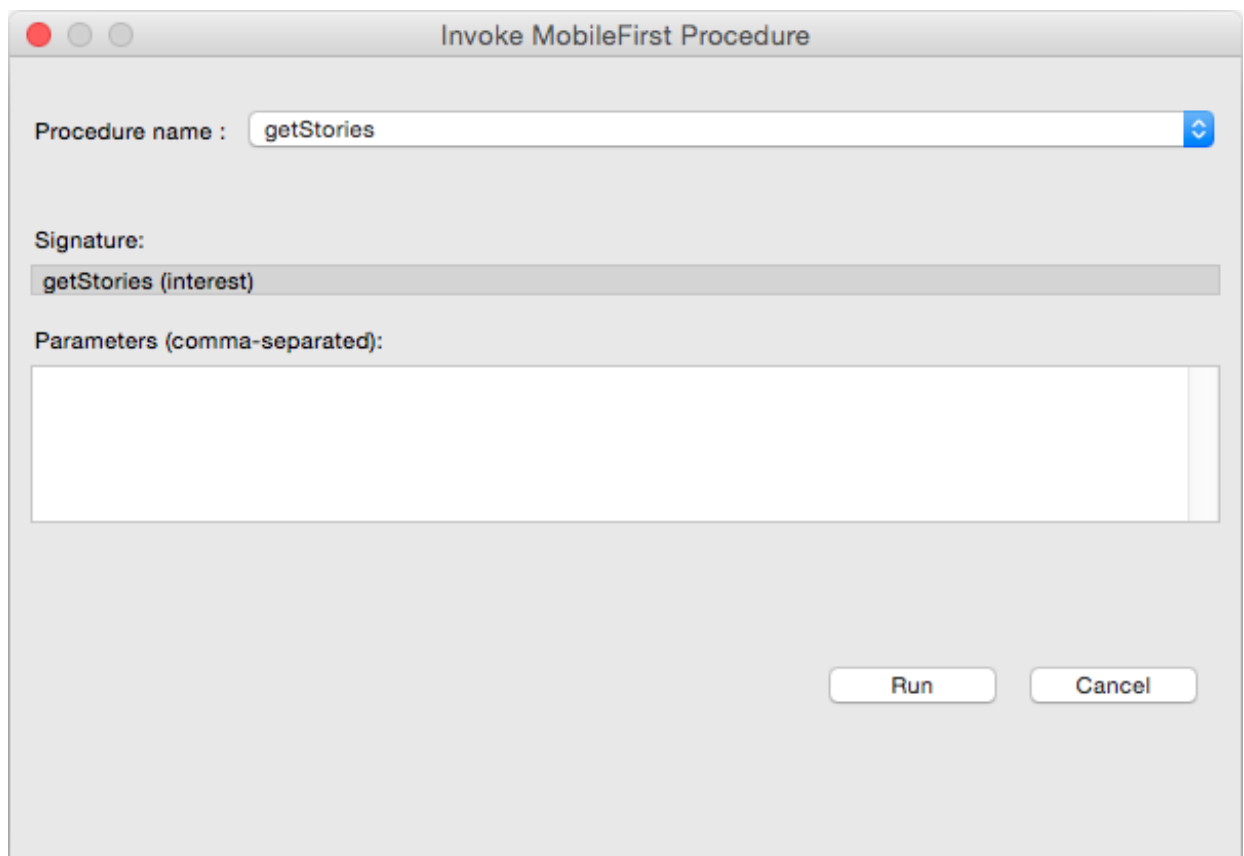 Invoke MobileFirst Procedure
Procedure name : getStories
Signature:
getStories (interest)
Parameters (comma-separated):
Run Cancel